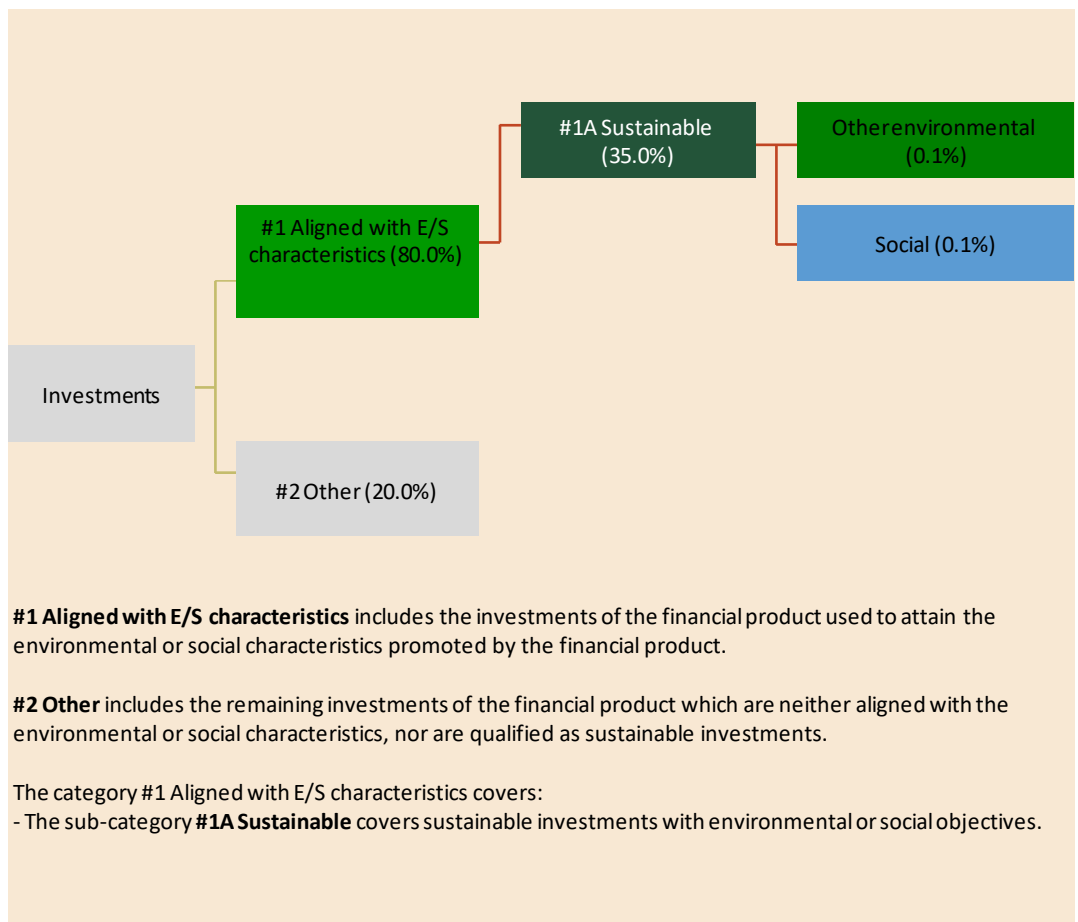 #1A Sustainable
(35.0%)
Other environmental
(0.1%)
#1 Aligned with E/S
characteristics (80.0%)
Social (0.1%)
Investments
#2 Other (20.0%)
#1 Aligned with E/S characteristics includes the investments of the financial product used to attain the
environmental or social characteristics promoted by the financial product.
#2 Other includes the remaining investments of the financial product which are neither aligned with the
environmental or social characteristics, nor are qualified as sustainable investments.
The category #1 Aligned with E/S characteristics covers:
- The sub-category #1A Sustainable covers sustainable investments with environmental or social objectives.